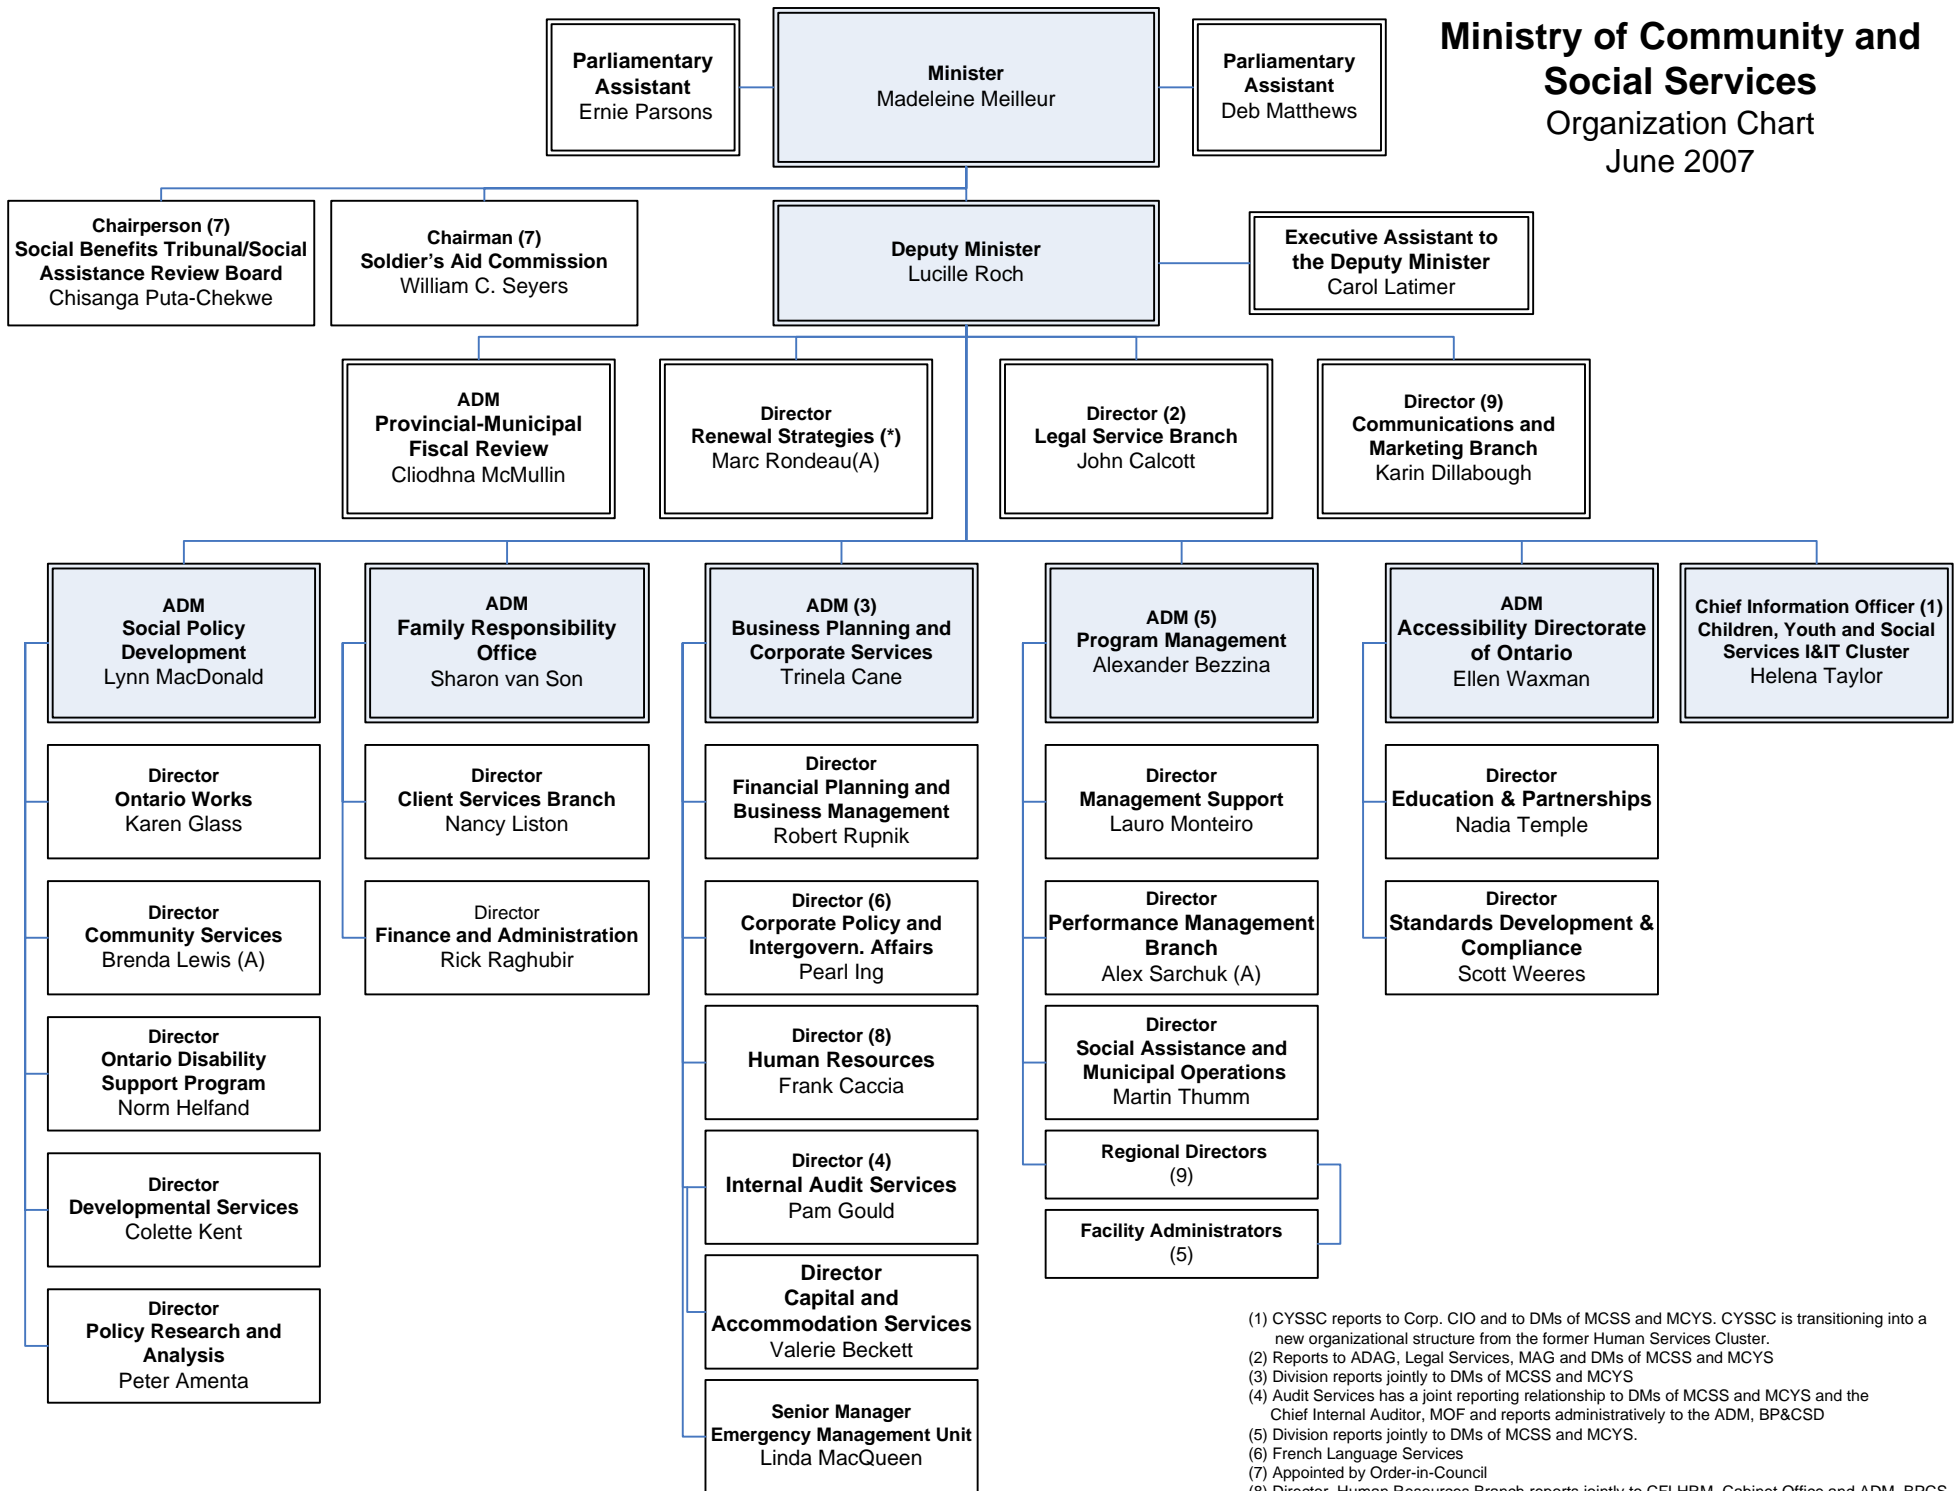 Ministry of Community and
Social Services
Organization Chart
June 2007
Parliamentary
Assistant
Ernie Parsons
Minister
Madeleine Meilleur
Parliamentary
Assistant
Deb Matthews
Chairperson (7)
Social Benefits Tribunal/Social
Assistance Review Board
Chisanga Puta-Chekwe
Chairman (7)
Soldier's Aid Commission
William C. Seyers
Deputy Minister
Lucille Roch
Executive Assistant to
the Deputy Minister
Carol Latimer
ADM
Provincial-Municipal
Fiscal Review
Cliodhna McMullin
Director
Renewal Strategies (*)
Marc Rondeau(A)
Director (2)
Legal Service Branch
John Calcott
Director (9)
Communications and
Marketing Branch
Karin Dillabough
ADM
Social Policy
Development
Lynn MacDonald
ADM
Family Responsibility
Office
Sharon van Son
ADM (3)
Business Planning and
Corporate Services
Trinela Cane
ADM (5)
Program Management
Alexander Bezzina
ADM
Accessibility Directorate
of Ontario
Ellen Waxman
Chief Information Officer (1)
Children, Youth and Social
Services I&IT Cluster
Helena Taylor
Director
Ontario Works
Karen Glass
Director
Community Services
Brenda Lewis (A)
Director
Ontario Disability
Support Program
Norm Helfand
Director
Developmental Services
Colette Kent
Director
Policy Research and
Analysis
Peter Amenta
Director
Client Services Branch
Nancy Liston
Director
Finance and Administration
Rick Raghubir
Director
Financial Planning and
Business Management
Robert Rupnik
Director (6)
Corporate Policy and
Intergovern. Affairs
Pearl Ing
Director (8)
Human Resources
Frank Caccia
Director (4)
Internal Audit Services
Pam Gould
Director
Capital and
Accommodation Services
Valerie Beckett
Senior Manager
Emergency Management Unit
Linda MacQueen
Director
Management Support
Lauro Monteiro
Director
Performance Management
Branch
Alex Sarchuk (A)
Director
Social Assistance and
Municipal Operations
Martin Thumm
Regional Directors
(9)
Facility Administrators
(5)
Director
Education & Partnerships
Nadia Temple
Director
Standards Development &
Compliance
Scott Weeres
(1) CYSSC reports to Corp. CIO and to DMs of MCSS and MCYS. CYSSC is transitioning into a
new organizational structure from the former Human Services Cluster.
(2) Reports to ADAG, Legal Services, MAG and DMs of MCSS and MCYS
(3) Division reports jointly to DMs of MCSS and MCYS
(4) Audit Services has a joint reporting relationship to DMs of MCSS and MCYS and the
Chief Internal Auditor, MOF and reports administratively to the ADM, BP&CSD
(5) Division reports jointly to DMs of MCSS and MCYS.
(6) French Language Services
(7) Appointed by Order-in-Council
(8) Director, Human Resources Branch reports jointly to CEI HRM, Cabinet Office and ADM, BPCS